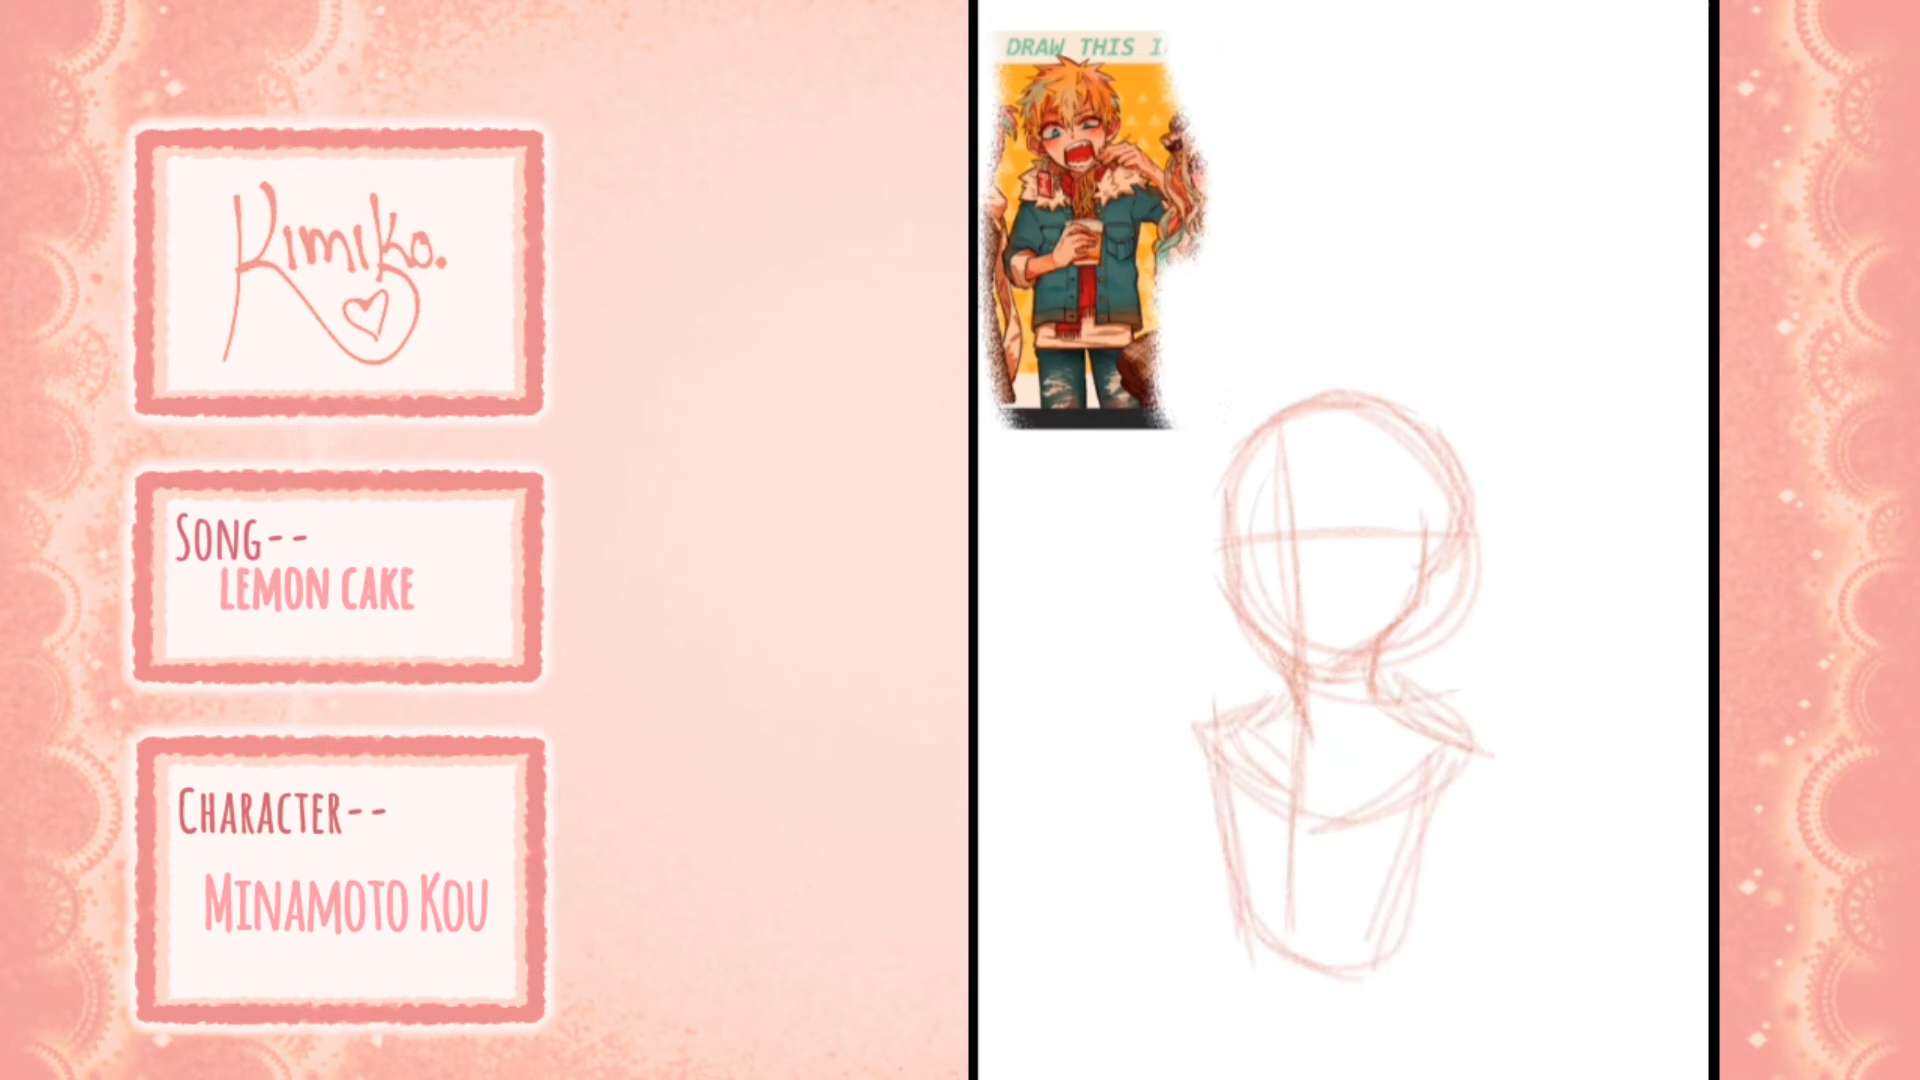 Kimiko.
SONG--
LEMON CAKE
CHARACTER--
MINAMOTO KOU
DRAW THIS I